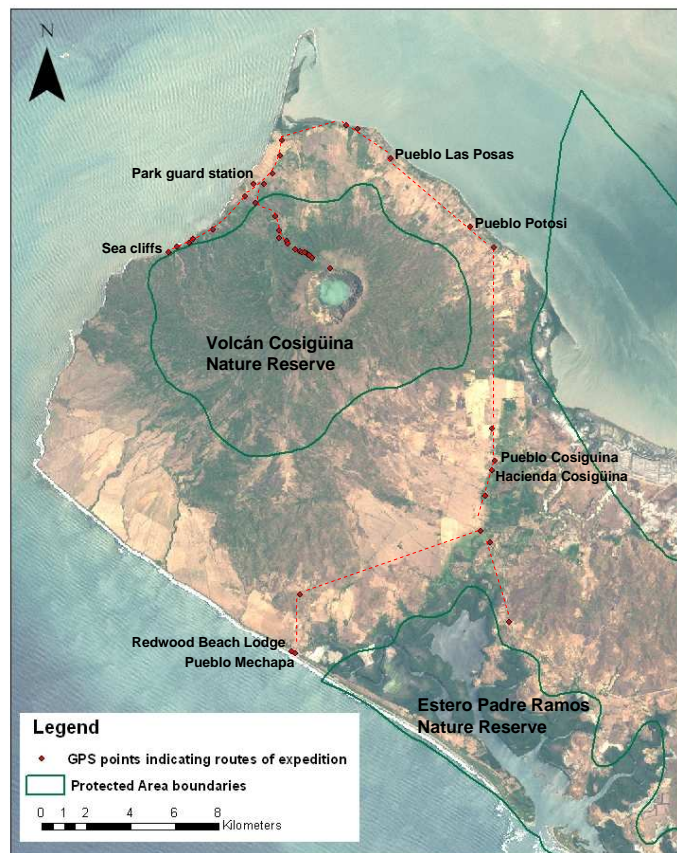 N
Pueblo Las Posas
Park guard station
Pueblo Potosi
Sea cliffs
Volcán Cosigüina
Nature Reserve
Pueblo Cosiguina
Hacienda Cosigüina
Redwood Beach Lodge
Pueblo Mechapa
Estero Padre Ramos
Nature Reserve
Legend
GPS points indicating routes of expedition
Protected Area boundaries
0 1 2 4 6 8
Kilometers